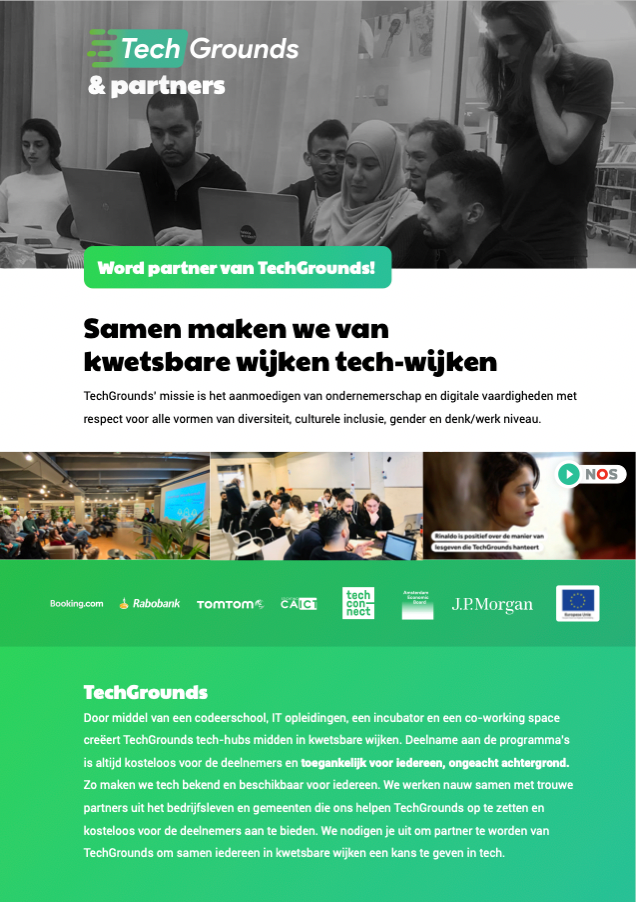 Tech Grounds
& partners
Word partner van TechGrounds!
Samen maken we van
kwetsbare wijken tech-wijken
TechGrounds' missie is het aanmoedigen van ondernemerschap en digitale vaardigheden met
respect voor alle vormen van diversiteit, culturele inclusie, gender en denk/werk niveau.
NOS
Rinaldo is positief over de manier van
lesgeven die TechGrounds hanteert
Booking.com Rabobank TOMTOM CA-ICT tech con_nect Amsterdam Economic Board J.P.Morgan
TechGrounds
Door middel van een codeerschool, IT opleidingen, een incubator en een co-working space
creëert TechGrounds tech-hubs midden in kwetsbare wijken. Deelname aan de programma's
is altijd kosteloos voor de deelnemers en toegankelijk voor iedereen, ongeacht achtergrond.
Zo maken we tech bekend en beschikbaar voor iedereen. We werken nauw samen met trouwe
partners uit het bedrijfsleven en gemeenten die ons helpen TechGrounds op te zetten en
kosteloos voor de deelnemers aan te bieden. We nodigen je uit om partner te worden van
TechGrounds om samen iedereen in kwetsbare wijken een kans te geven in tech.